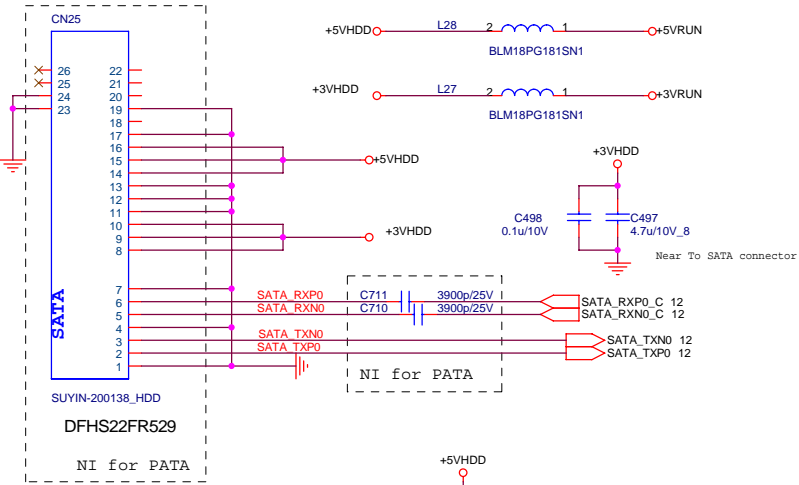 CN25
+5VHDD L28 2 1 +5VRUN
BLM18PG181SN1
+3VHDD L27 2 1 +3VRUN
BLM18PG181SN1
26 22
25 21
24 20
23 19
18
17
16
15 +5VHDD
14
13
12
11
10
9 +3VHDD
8
+3VHDD
C498 C497
0.1u/10V 4.7u/10V_8
Near To SATA connector
SATA
7
6 SATA_RXP0 C711 3900p/25V SATA_RXP0_C 12
5 SATA_RXN0 C710 3900p/25V SATA_RXN0_C 12
4
3 SATA_TXN0 SATA_TXN0 12
2 SATA_TXP0 SATA_TXP0 12
1
NI for PATA
SUYIN-200138_HDD
DFHS22FR529
NI for PATA
+5VHDD